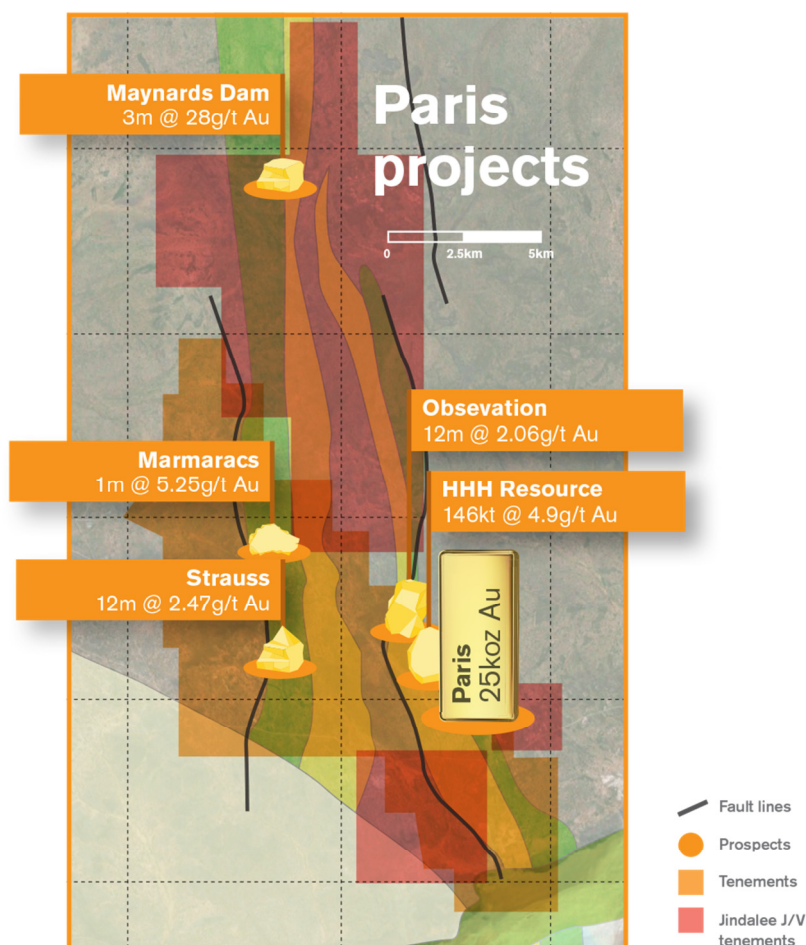 Maynards Dam
3m @ 28g/t Au
Paris
projects
0 2.5km 5km
Obsevation
12m @ 2.06g/t Au
Marmaracs
1m @ 5.25g/t Au
HHH Resource
146kt @ 4.9g/t Au
Strauss
12m @ 2.47g/t Au
Paris
25koz Au
Fault lines
Prospects
Tenements
Jindalee J/V
tenements